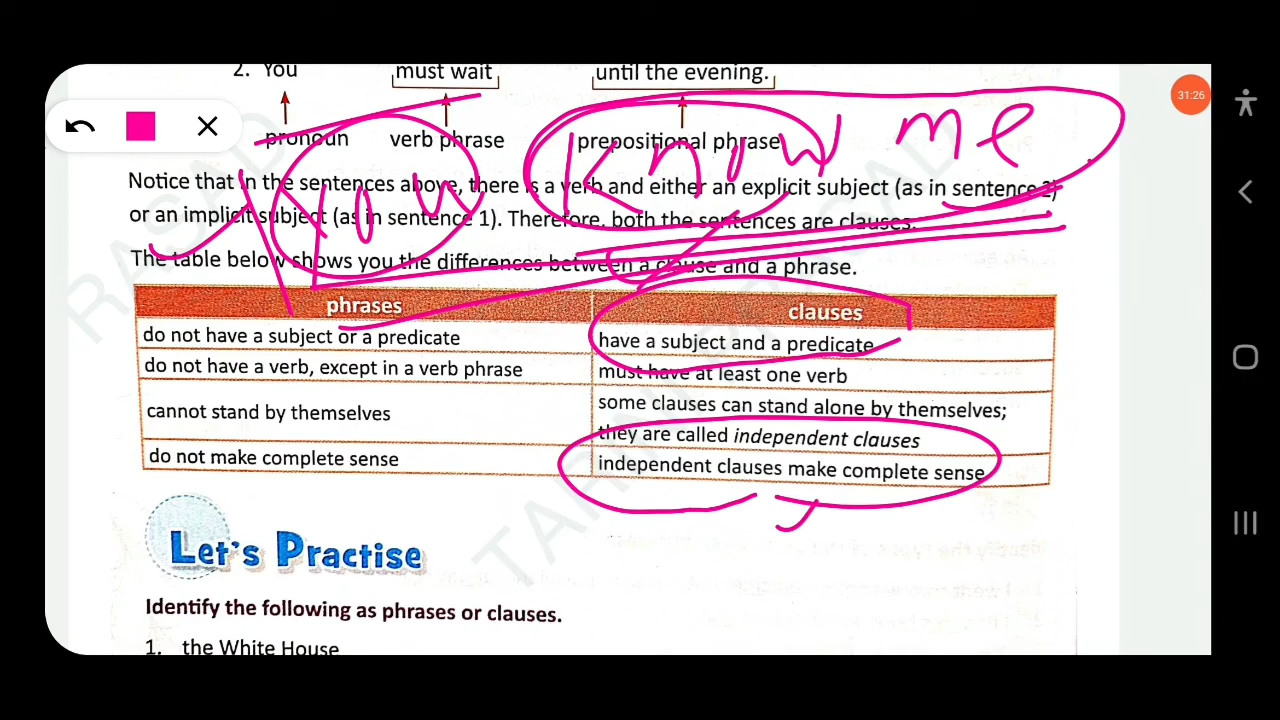 2. You must wait until the evening.
31:26
pronoun verb phrase prepositional phrase
You know me
Notice that in the sentences above, there is a verb and either an explicit subject (as in sentence 2)
or an implicit subject (as in sentence 1). Therefore, both the sentences are clauses.
The table below shows you the differences between a clause and a phrase.
phrases clauses
do not have a subject or a predicate have a subject and a predicate
do not have a verb, except in a verb phrase must have at least one verb
cannot stand by themselves some clauses can stand alone by themselves;
they are called independent clauses
do not make complete sense independent clauses make complete sense
Let's Practise
Identify the following as phrases or clauses.
1. the White House